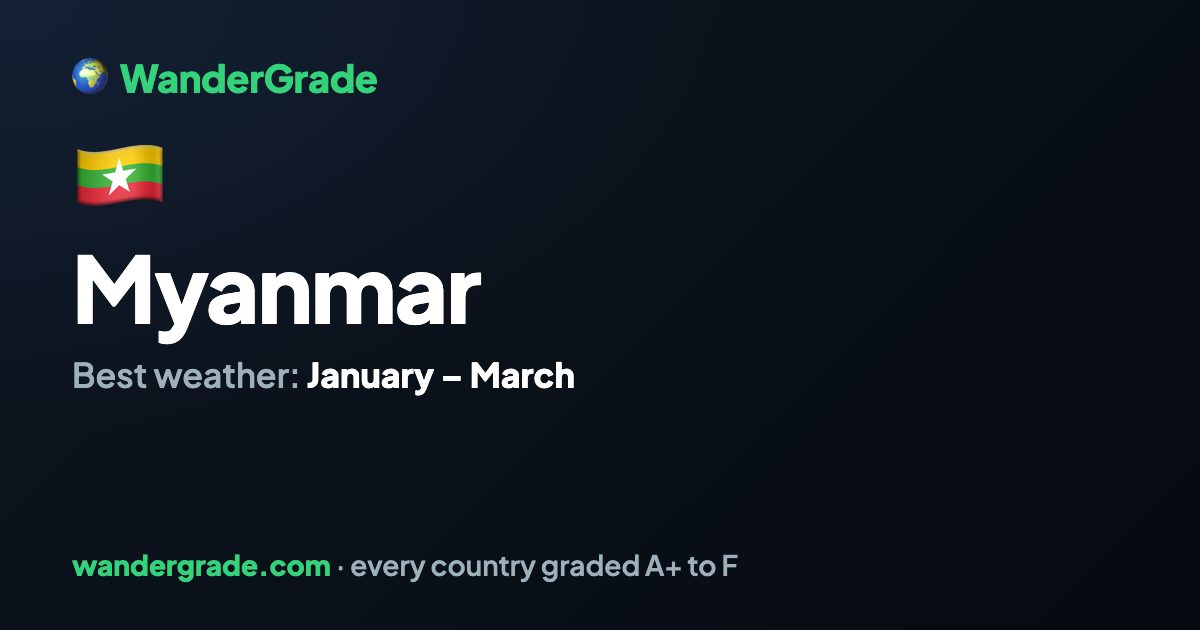 WanderGrade
Myanmar
Best weather: January – March
wandergrade.com · every country graded A+ to F